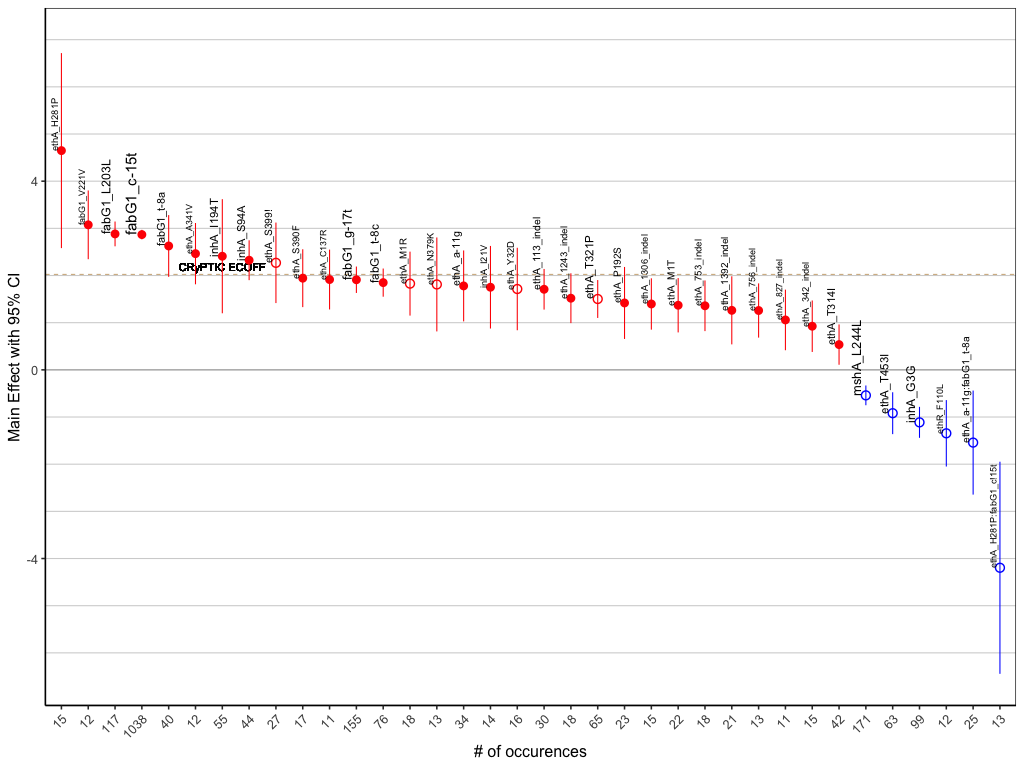 Main Effect with 95% CI
4
0
-4
ethA_H281P
fabG1_V221V
fabG1_L203L
fabG1_c-15t
fabG1_t-8a
ethA_A341V
inhA_I194T
inhA_S94A
ethA_S399!
ethA_S390F
ethA_C137R
fabG1_g-17t
fabG1_t-8c
ethA_M1R
ethA_N379K
ethA_a-11g
inhA_I21V
ethA_Y32D
ethA_113_indel
ethA_1243_indel
ethA_T321P
ethA_P192S
ethA_1306_indel
ethA_M1T
ethA_753_indel
ethA_1392_indel
ethA_756_indel
ethA_827_indel
ethA_342_indel
ethA_T314I
mshA_L244L
ethA_T453I
inhA_G3G
ethR_F110L
ethA_a-11g:fabG1_t-8a
ethA_H281P:fabG1_c-15t
CRyPTIC ECOFF
15 12 117 1038 40 12 55 44 27 17 11 155 76 18 13 34 14 16 30 18 65 23 15 22 18 21 13 11 15 42 171 63 99 12 25 13
# of occurences